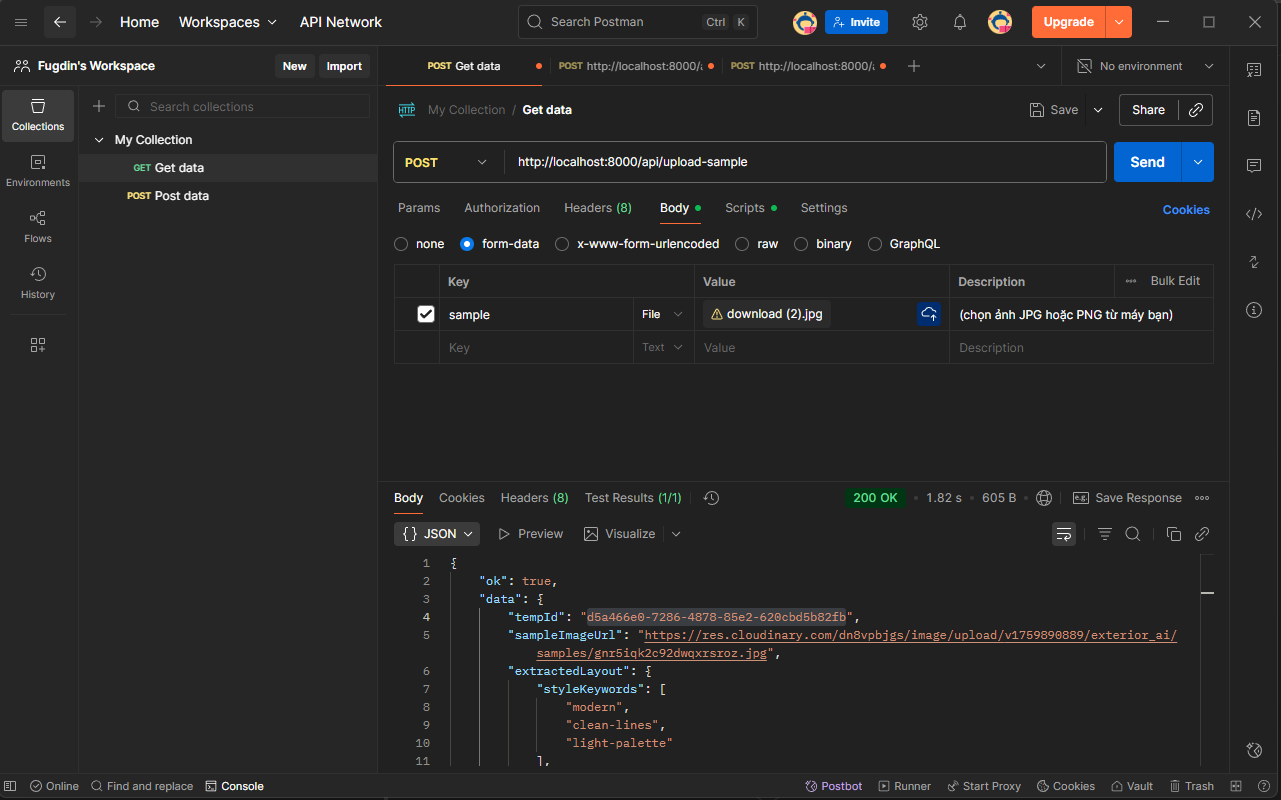 Home Workspaces API Network Search Postman Ctrl K Invite Upgrade
Fugdin's Workspace New Import POST Get data POST http://localhost:8000/a POST http://localhost:8000/a No environment
Collections
Environments
Flows
History
Search collections
My Collection
GET Get data
POST Post data
HTTP My Collection / Get data Save Share
POST http://localhost:8000/api/upload-sample Send
Params Authorization Headers (8) Body Scripts Settings Cookies
none form-data x-www-form-urlencoded raw binary GraphQL
Key Value Description Bulk Edit
sample File download (2).jpg (chọn ảnh JPG hoặc PNG từ máy bạn)
Key Text Value Description
Body Cookies Headers (8) Test Results (1/1) 200 OK 1.82 s 605 B e.g. Save Response
{} JSON Preview Visualize
1 {
2 "ok": true,
3 "data": {
4 "tempId": "d5a466e0-7286-4878-85e2-620cbd5b82fb",
5 "sampleImageUrl": "https://res.cloudinary.com/dn8vpbjgs/image/upload/v1759890889/exterior_ai/
samples/gnr5iqk2c92dwqxrsroz.jpg",
6 "extractedLayout": {
7 "styleKeywords": [
8 "modern",
9 "clean-lines",
10 "light-palette"
11 ],
Online Find and replace Console Postbot Runner Start Proxy Cookies Vault Trash